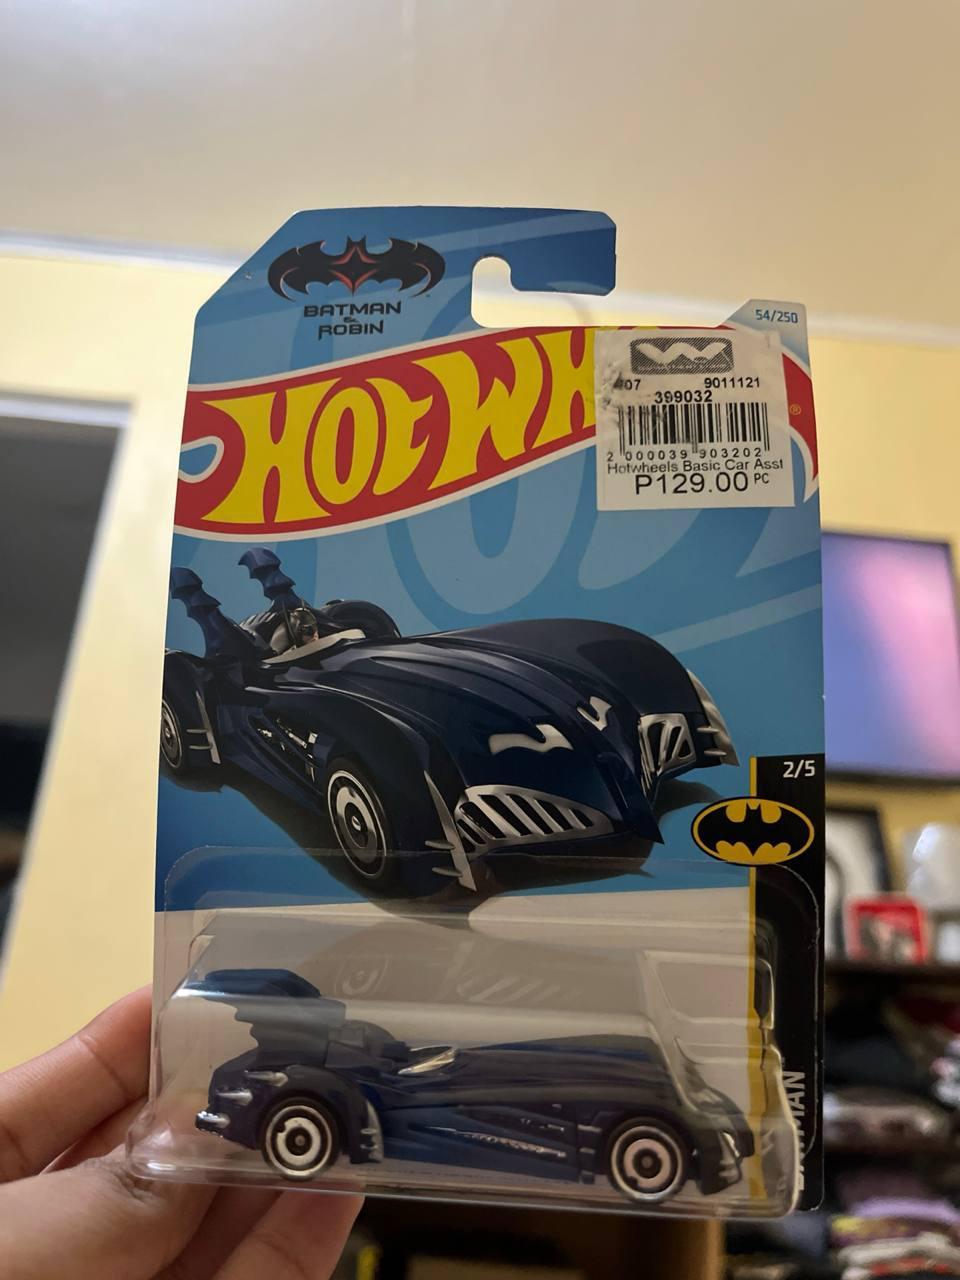 BATMAN
&
ROBIN
54/250
HOT WH
®
9011121
399032
2 000039 903202
Hotwheels Basic Car Asst
P129.00 PC
2/5
BATMAN